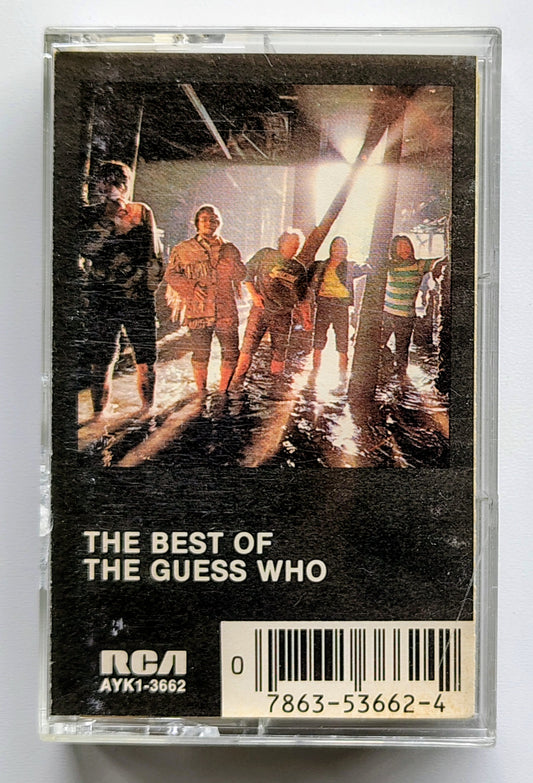 THE BEST OF
THE GUESS WHO
RCA
AYK1-3662
0
7863-53662-4